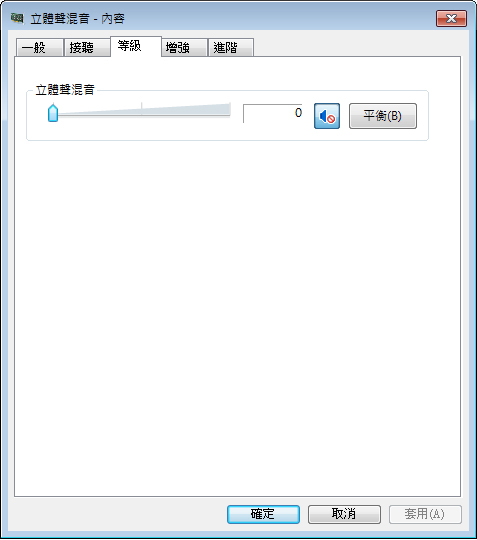 立體聲混音 - 內容
一般 接聽 等級 增強 進階
立體聲混音
0 平衡(B)
確定 取消 套用(A)